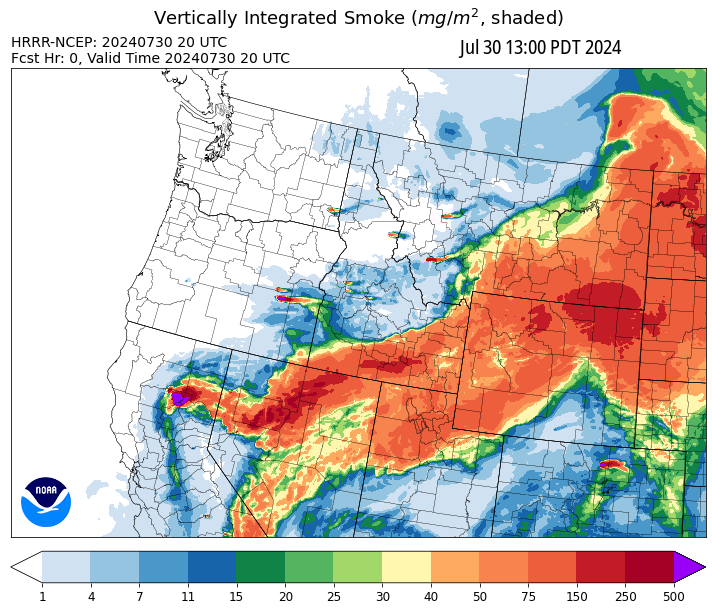 Vertically Integrated Smoke (mg/m², shaded)
HRRR-NCEP: 20240730 20 UTC
Fcst Hr: 0, Valid Time 20240730 20 UTC
Jul 30 13:00 PDT 2024
NOAA
1 4 7 11 15 20 25 30 40 50 75 150 250 500